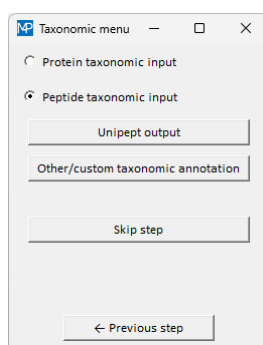 MP Taxonomic menu
Protein taxonomic input
Peptide taxonomic input
Unipept output
Other/custom taxonomic annotation
Skip step
← Previous step